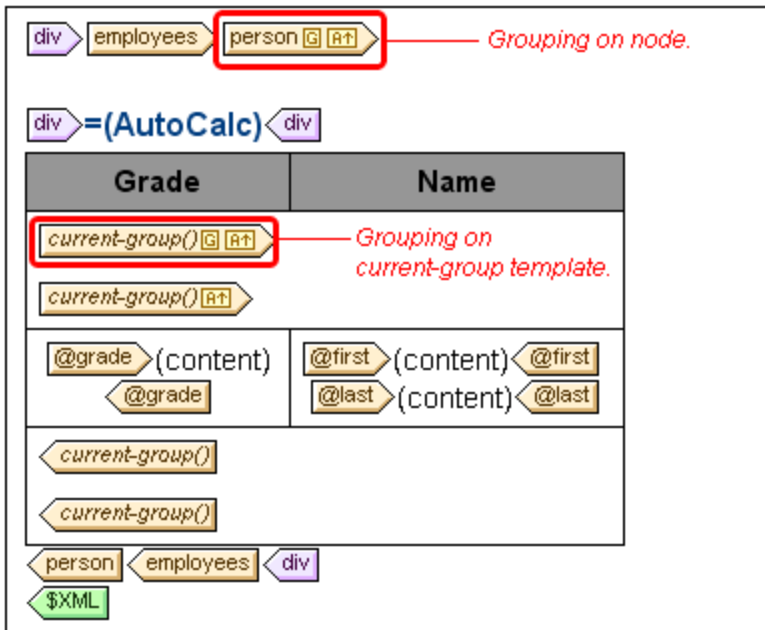 div employees person G A↑ Grouping on node.
div =(AutoCalc) div
Grade Name
current-group() G A↑ Grouping on
current-group template.
current-group() A↑
@grade (content) @first (content) @first
@grade @last (content) @last
current-group()
current-group()
person employees div
$XML